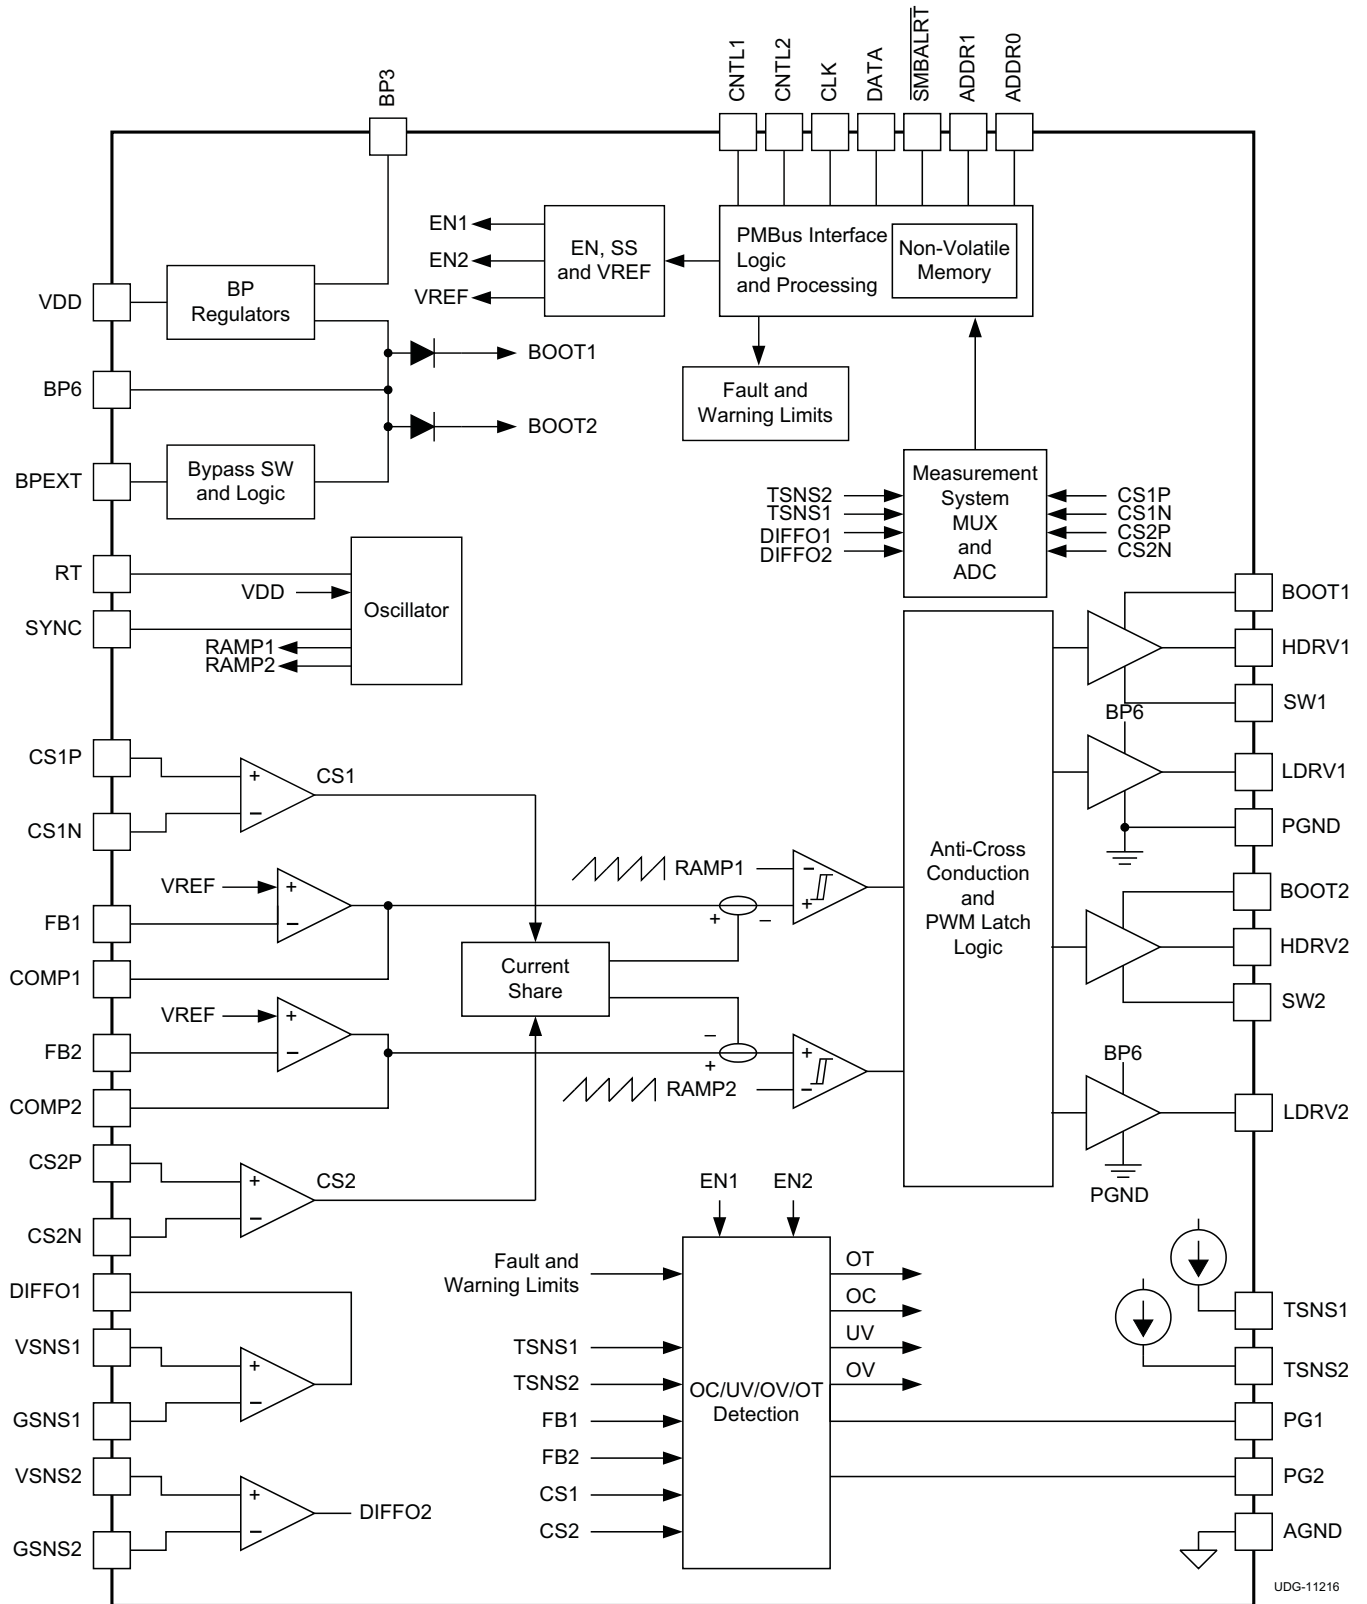 BP3
CNTL1
CNTL2
CLK
DATA
SMBALRT
ADDR1
ADDR0
EN1
EN2
VREF
EN, SS
and VREF
PMBus Interface
Logic
and Processing
Non-Volatile
Memory
VDD
BP
Regulators
BOOT1
BP6
BOOT2
Fault and
Warning Limits
BPEXT
Bypass SW
and Logic
Measurement
System
MUX
and
ADC
TSNS2
TSNS1
DIFFO1
DIFFO2
CS1P
CS1N
CS2P
CS2N
RT
VDD
SYNC
RAMP1
RAMP2
Oscillator
BOOT1
HDRV1
SW1
BP6
LDRV1
PGND
CS1P
+
−
CS1
CS1N
VREF
+
−
FB1
COMP1
RAMP1
−
+
+
−
Anti-Cross
Conduction
and
PWM Latch
Logic
BOOT2
HDRV2
SW2
Current
Share
VREF
+
−
FB2
COMP2
−
+
+
−
RAMP2
BP6
LDRV2
PGND
CS2P
+
−
CS2
CS2N
EN1
EN2
DIFFO1
VSNS1
+
−
GSNS1
VSNS2
+
−
DIFFO2
GSNS2
Fault and
Warning Limits
TSNS1
TSNS2
FB1
FB2
CS1
CS2
OC/UV/OV/OT
Detection
OT
OC
UV
OV
TSNS1
TSNS2
PG1
PG2
AGND
UDG-11216